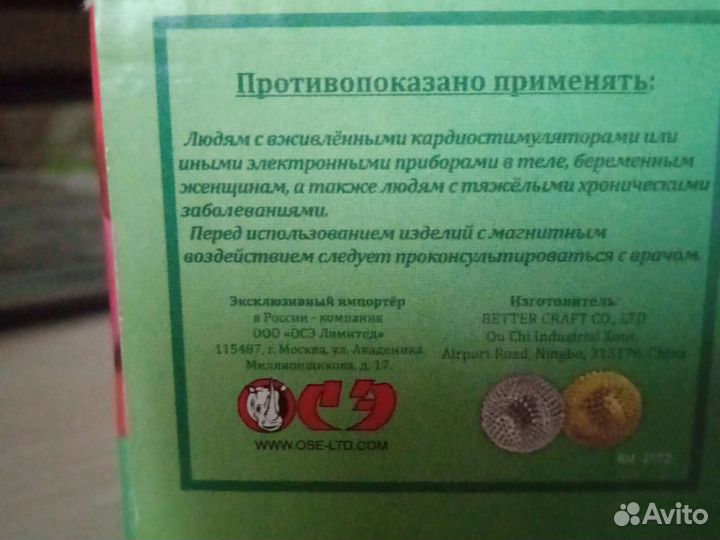 Противопоказано применять:
Людям с вживлёнными кардиостимуляторами или
иными электронными приборами в теле, беременным
женщинам, а также людям с тяжёлыми хроническими
заболеваниями.
Перед использованием изделий с магнитным
воздействием следует проконсультироваться с врачом.
Эксклюзивный импортёр
в России - компания
ООО «ОСЭ Лимитед»
115487, г. Москва, ул. Академика
Миллионщикова, д. 17.
ОСЭ
WWW.OSE-LTD.COM
Изготовитель:
BETTER CRAFT CO., LTD
Ou Chi Industrial Zone,
Airport Road, Ningbo, 315176, China
Avito